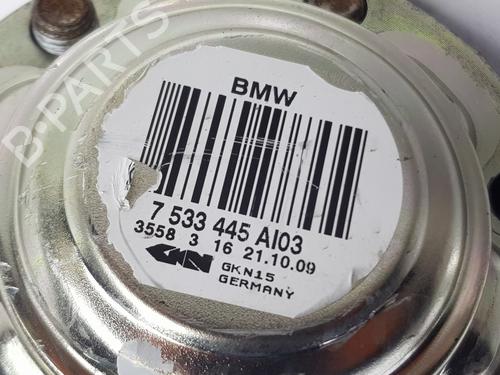 B-PARTS
BMW
7 533 445 AI03
3558 3 16 21.10.09
GKN
GKN15
GERMANY